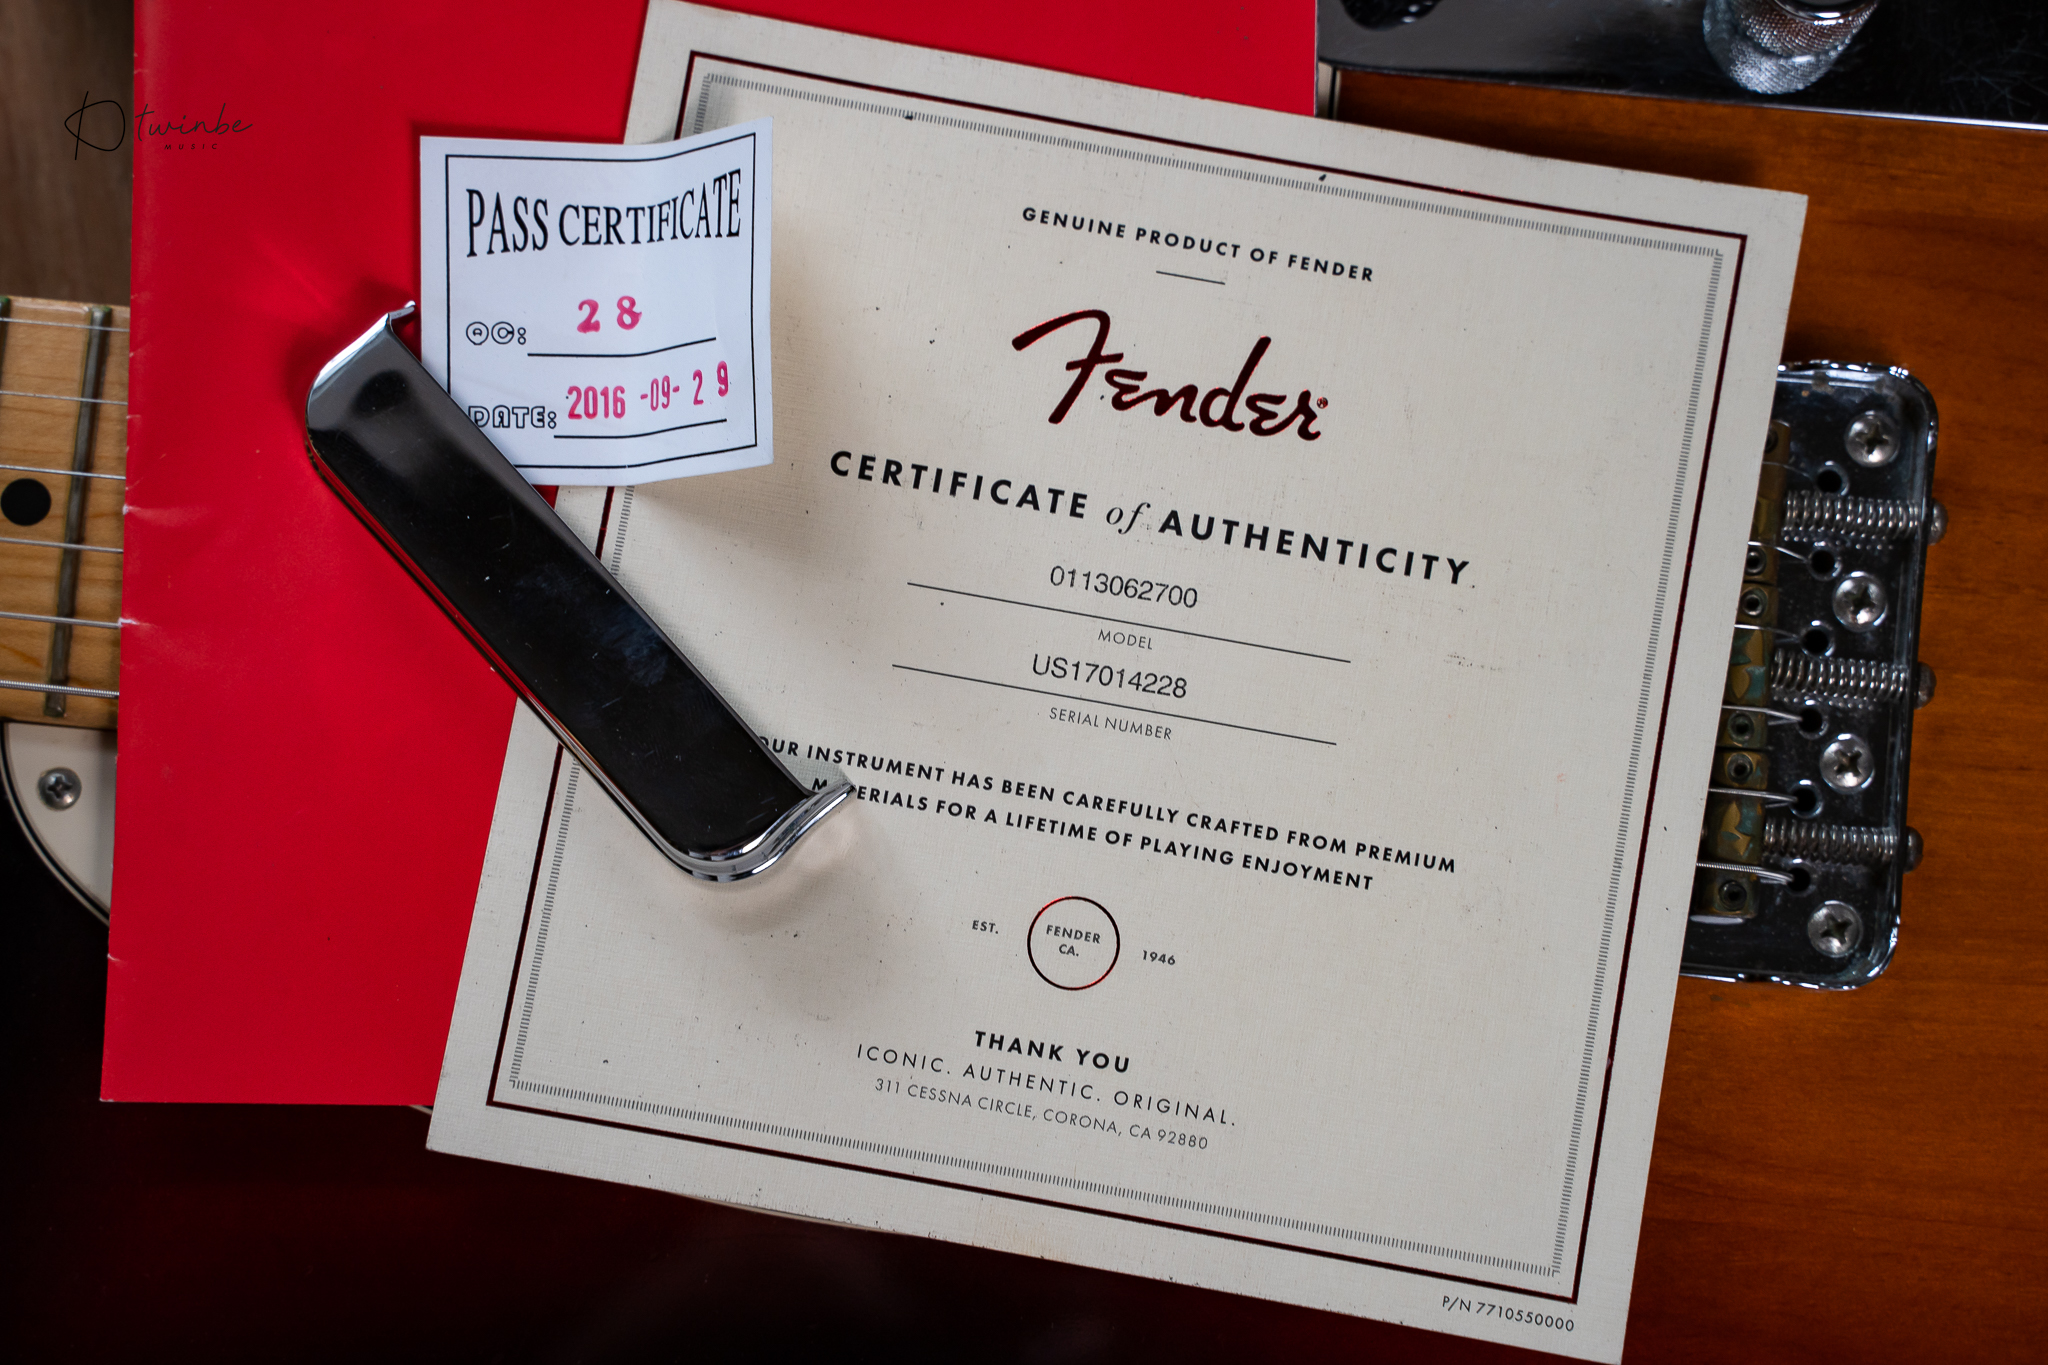 twinbe
MUSIC
PASS CERTIFICATE
QC: 28
DATE: 2016 -09- 29
GENUINE PRODUCT OF FENDER
Fender®
CERTIFICATE of AUTHENTICITY
0113062700
MODEL
US17014228
SERIAL NUMBER
OUR INSTRUMENT HAS BEEN CAREFULLY CRAFTED FROM PREMIUM
M ERIALS FOR A LIFETIME OF PLAYING ENJOYMENT
EST. FENDER CA. 1946
THANK YOU
ICONIC. AUTHENTIC. ORIGINAL.
311 CESSNA CIRCLE, CORONA, CA 92880
P/N 7710550000